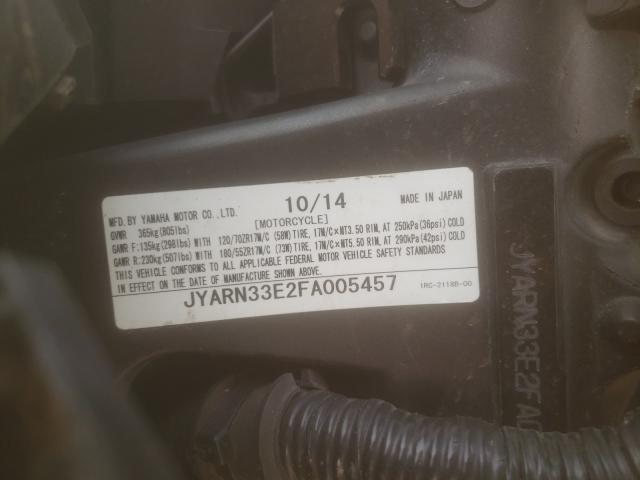 MFD. BY YAMAHA MOTOR CO., LTD. 10/14 MADE IN JAPAN
GVWR 365kg(805lbs) [MOTORCYCLE]
GAWR F:135kg(298lbs) WITH 120/70ZR17M/C (58W) TIRE, 17M/C×MT3.50 RIM, AT 250kPa(36psi) COLD
GAWR R:230kg(507lbs) WITH 180/55ZR17M/C (73W) TIRE, 17M/C×MT5.50 RIM, AT 290kPa(42psi) COLD
THIS VEHICLE CONFORMS TO ALL APPLICABLE FEDERAL MOTOR VEHICLE SAFETY STANDARDS
IN EFFECT ON THE DATE OF MANUFACTURE SHOWN ABOVE.
JYARN33E2FA005457 1RC-2118B-00
JYARN33E2FA0